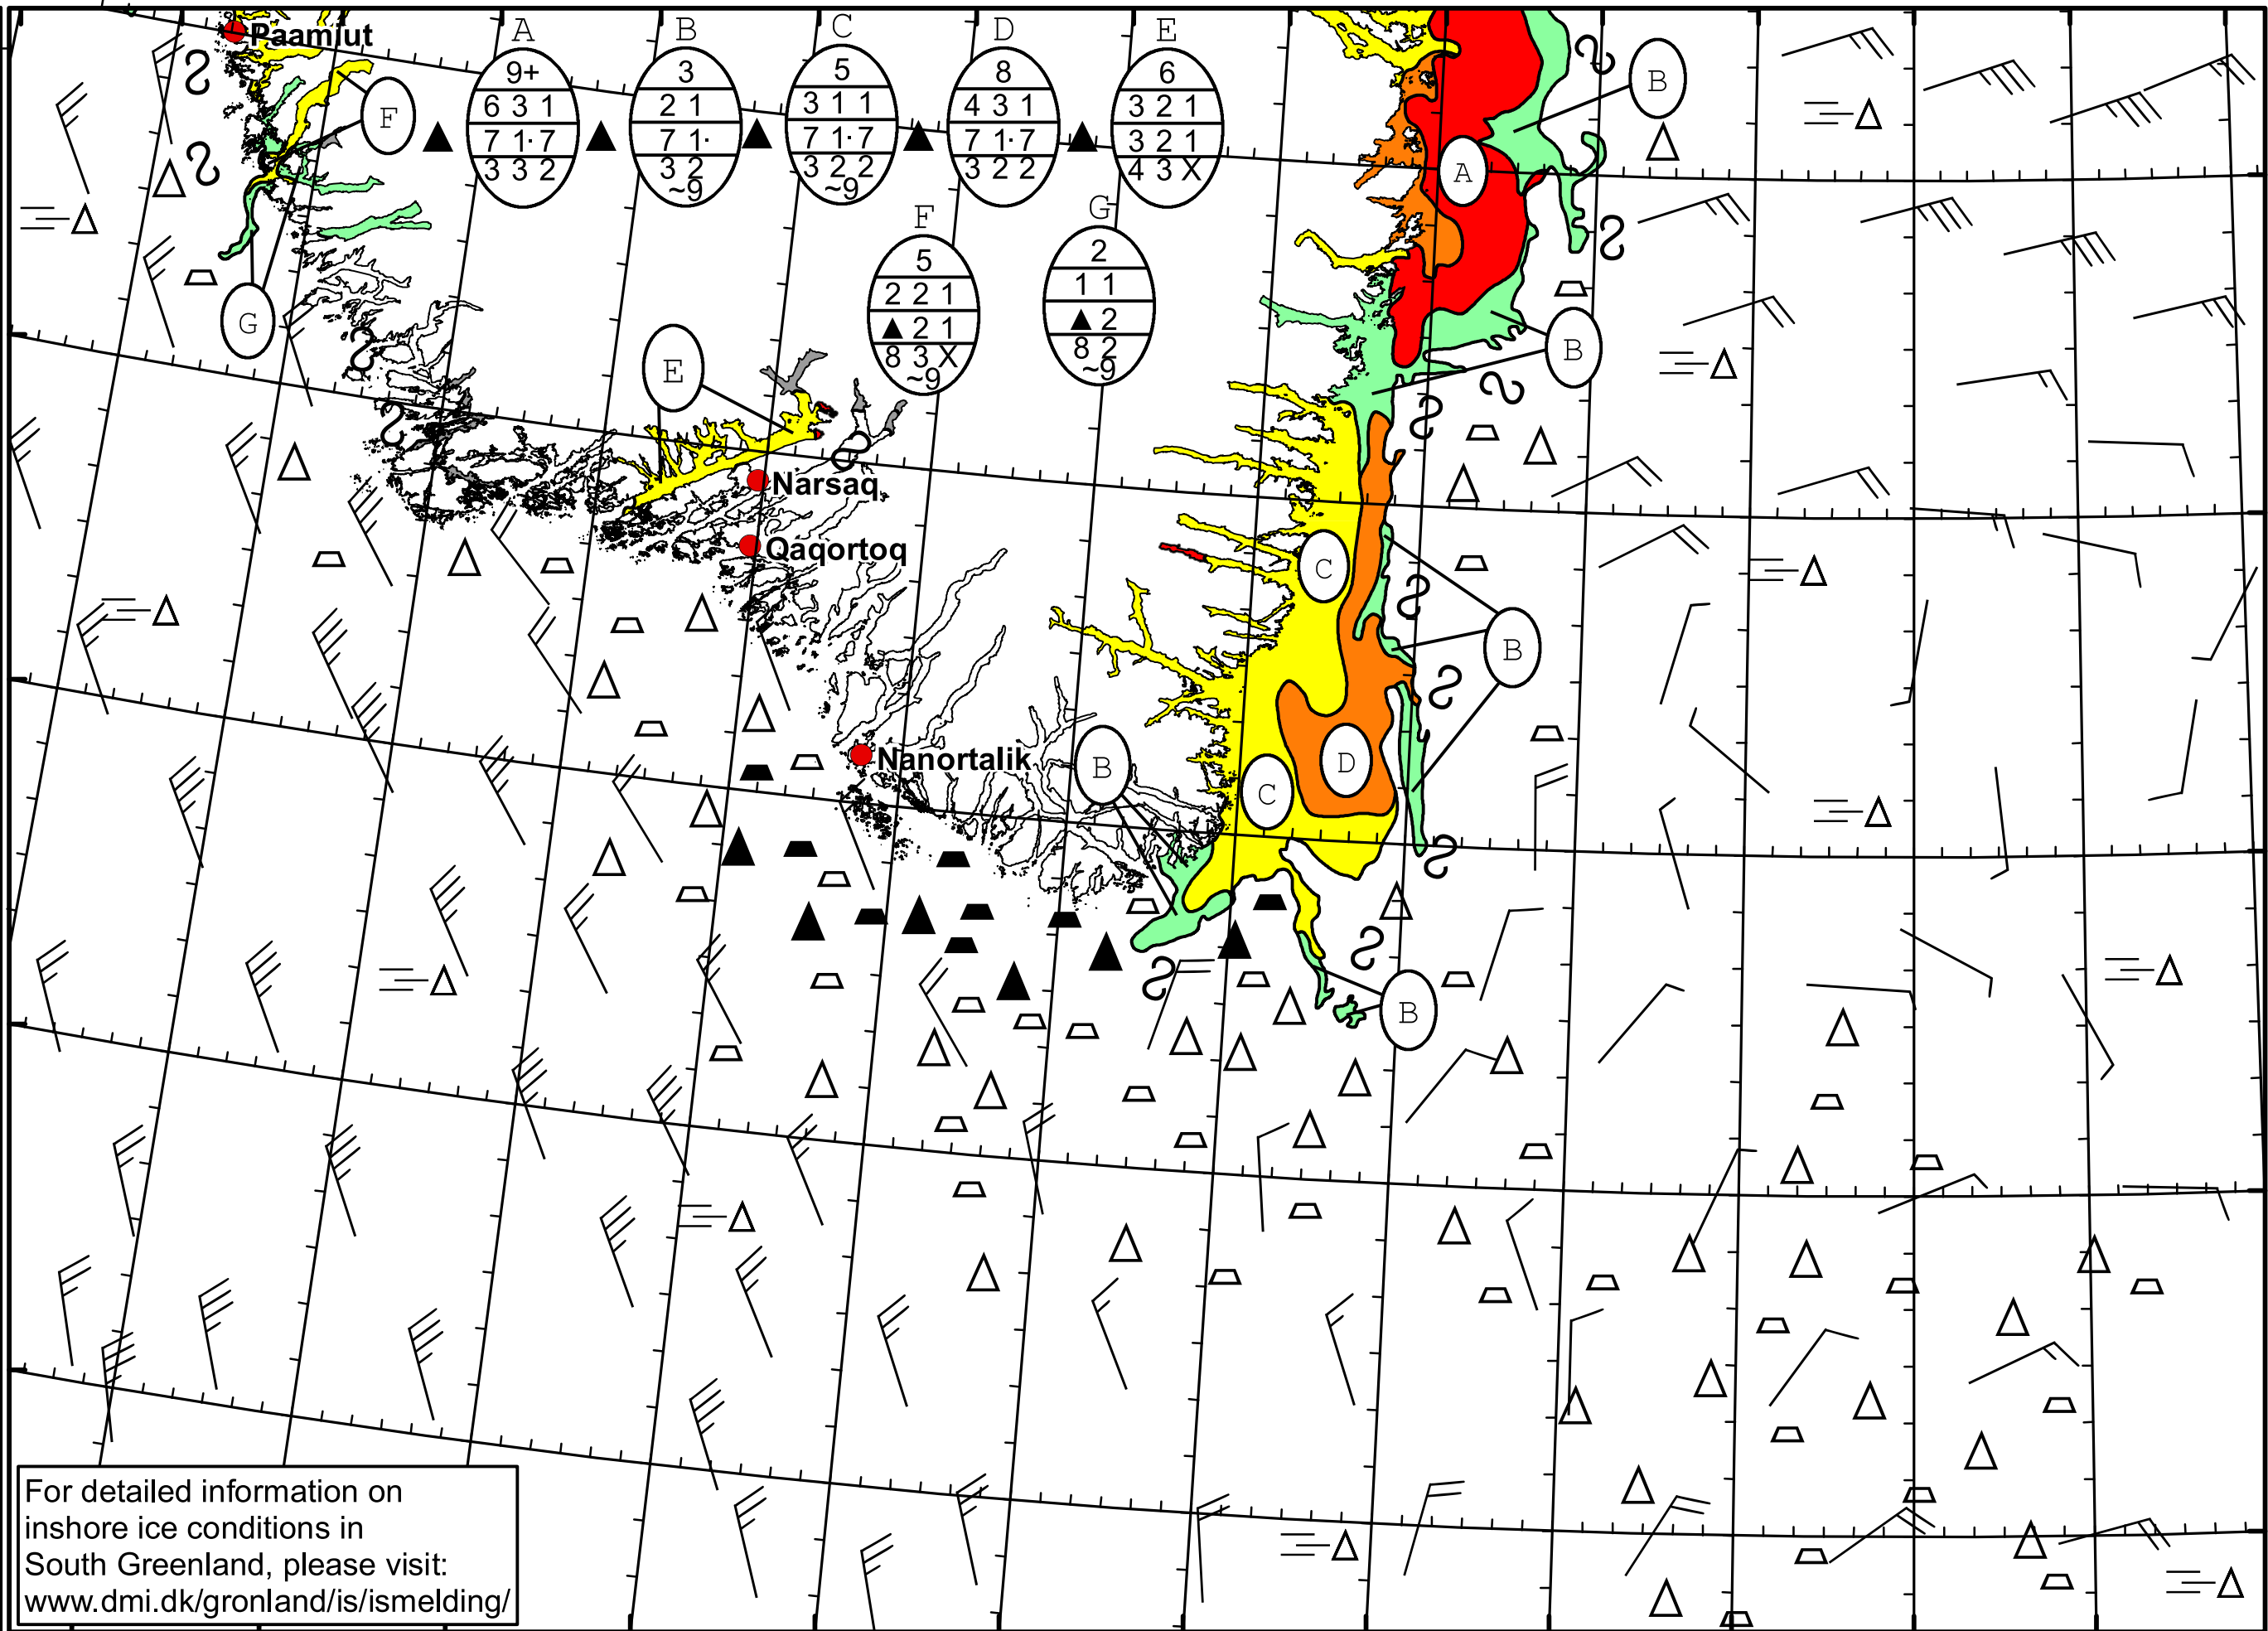 Paamiut
A
B
C
D
E
9+
6 3 1
7 1· 7
3 3 2
3
2 1
7 1·
3 2
~9
5
3 1 1
7 1· 7
3 2 2
~9
8
4 3 1
7 1· 7
3 2 2
6
3 2 1
3 2 1
4 3 X
F
G
5
2 2 1
▲ 2 1
8 3 X
~9
2
1 1
▲ 2
8 2
~9
F
B
A
G
B
E
Narsaq
Qaqortoq
C
B
Nanortalik
B
D
C
B
For detailed information on
inshore ice conditions in
South Greenland, please visit:
www.dmi.dk/gronland/is/ismelding/